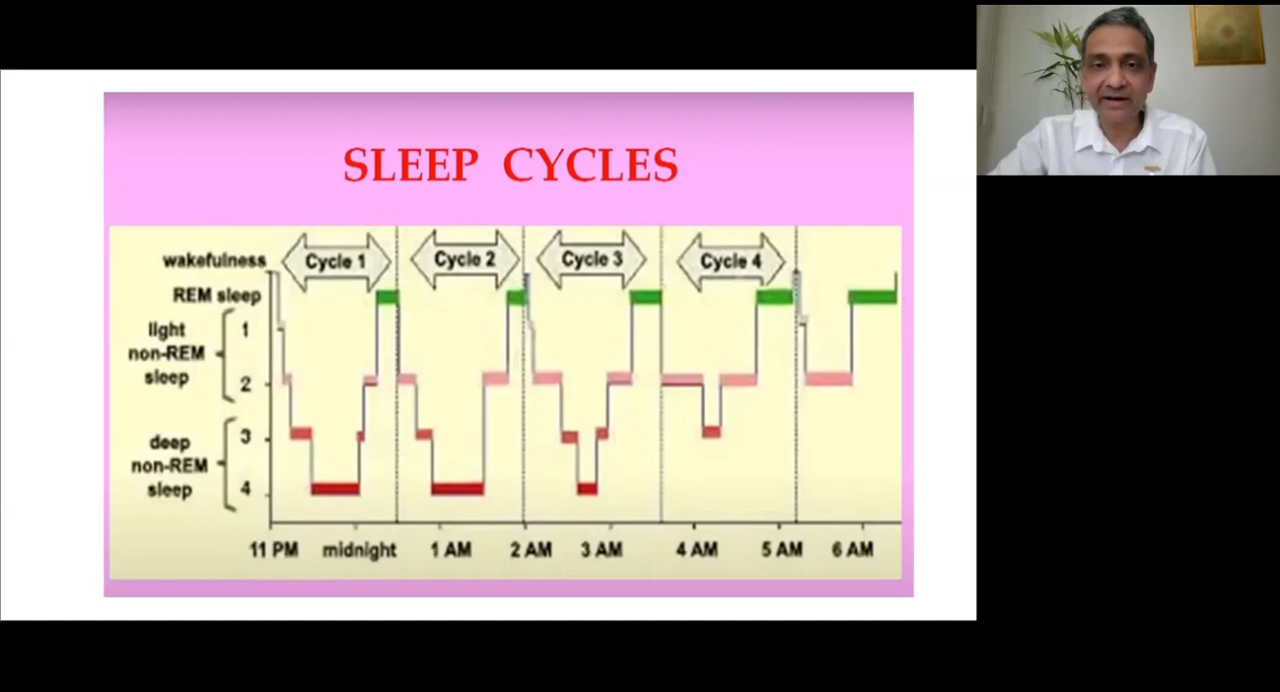 SLEEP CYCLES
wakefulness
Cycle 1
Cycle 2
Cycle 3
Cycle 4
REM sleep
light
non-REM
sleep
1
2
deep
non-REM
sleep
3
4
11 PM midnight 1 AM 2 AM 3 AM 4 AM 5 AM 6 AM